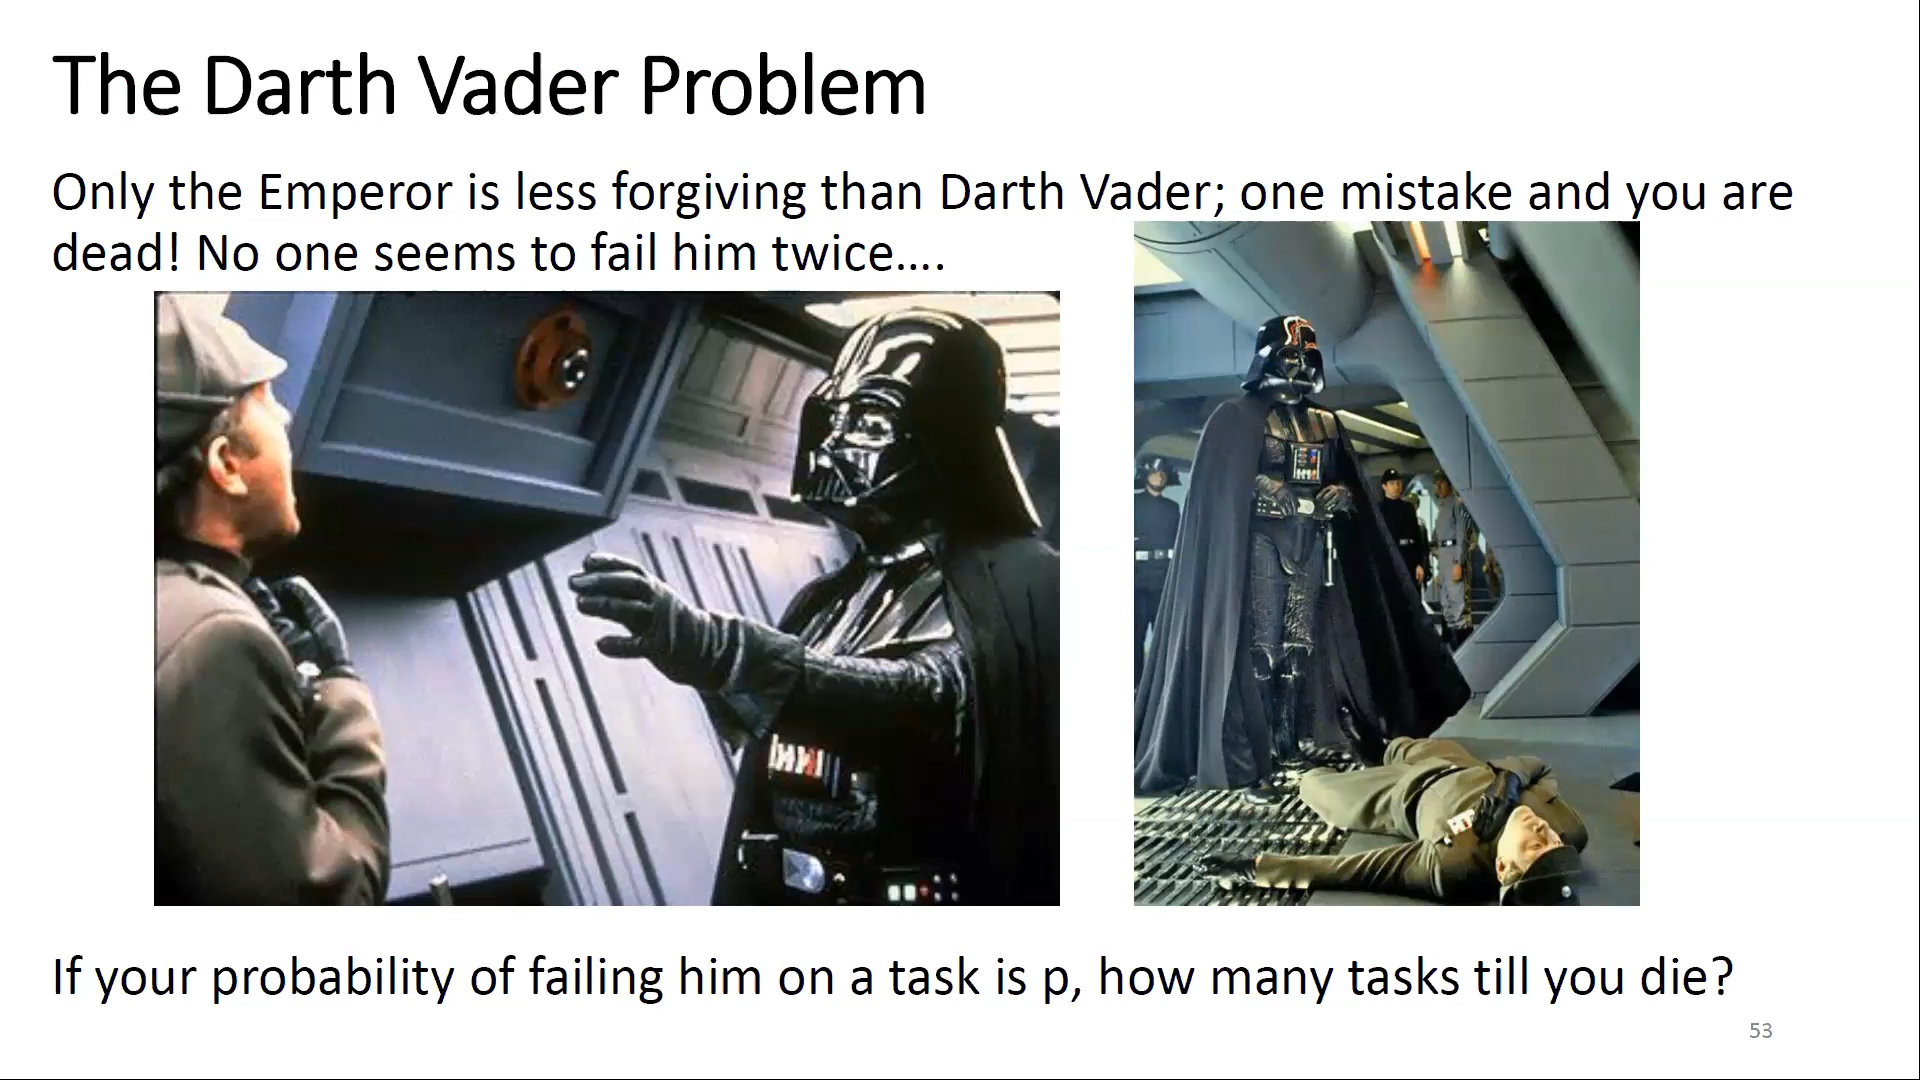 The Darth Vader Problem
Only the Emperor is less forgiving than Darth Vader; one mistake and you are
dead! No one seems to fail him twice….
If your probability of failing him on a task is p, how many tasks till you die?
53